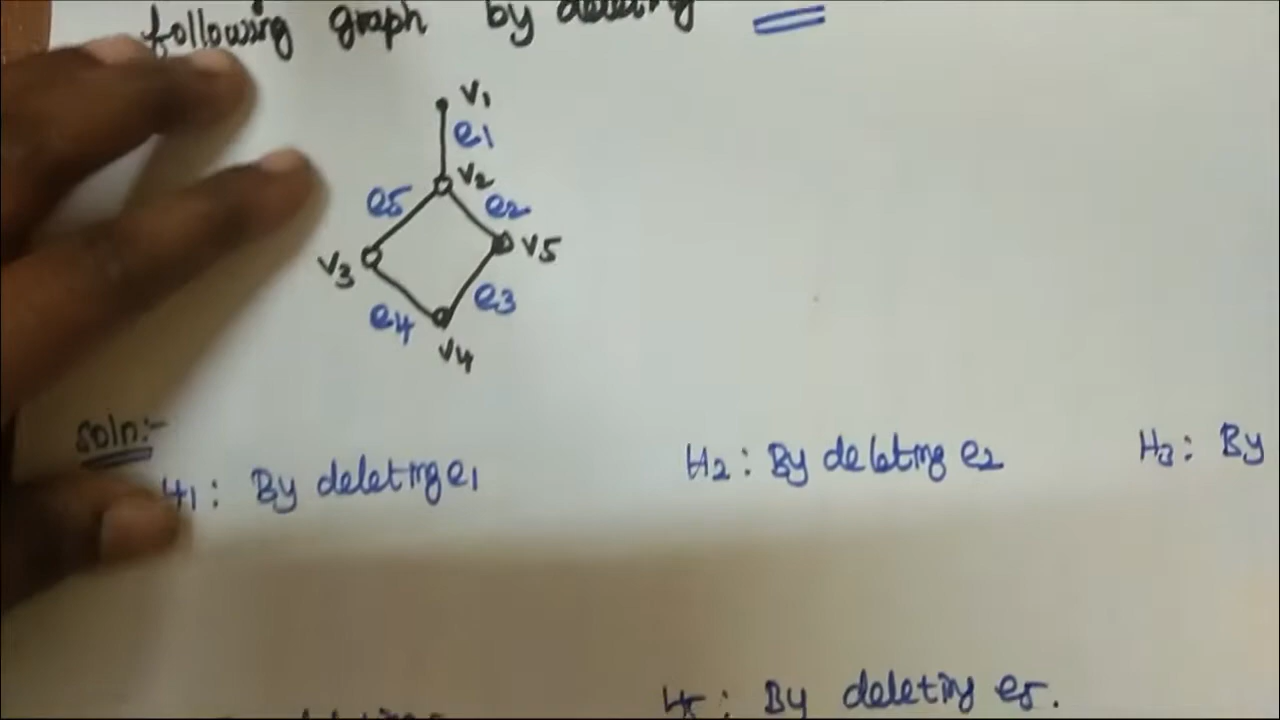 following graph by deleting
v1
e1
v2
e5 e2
v3 v5
e4 e3
v4
Soln:-
H1: By deleting e1 H2: By deleting e2 H3: By
H5: By deleting e5.